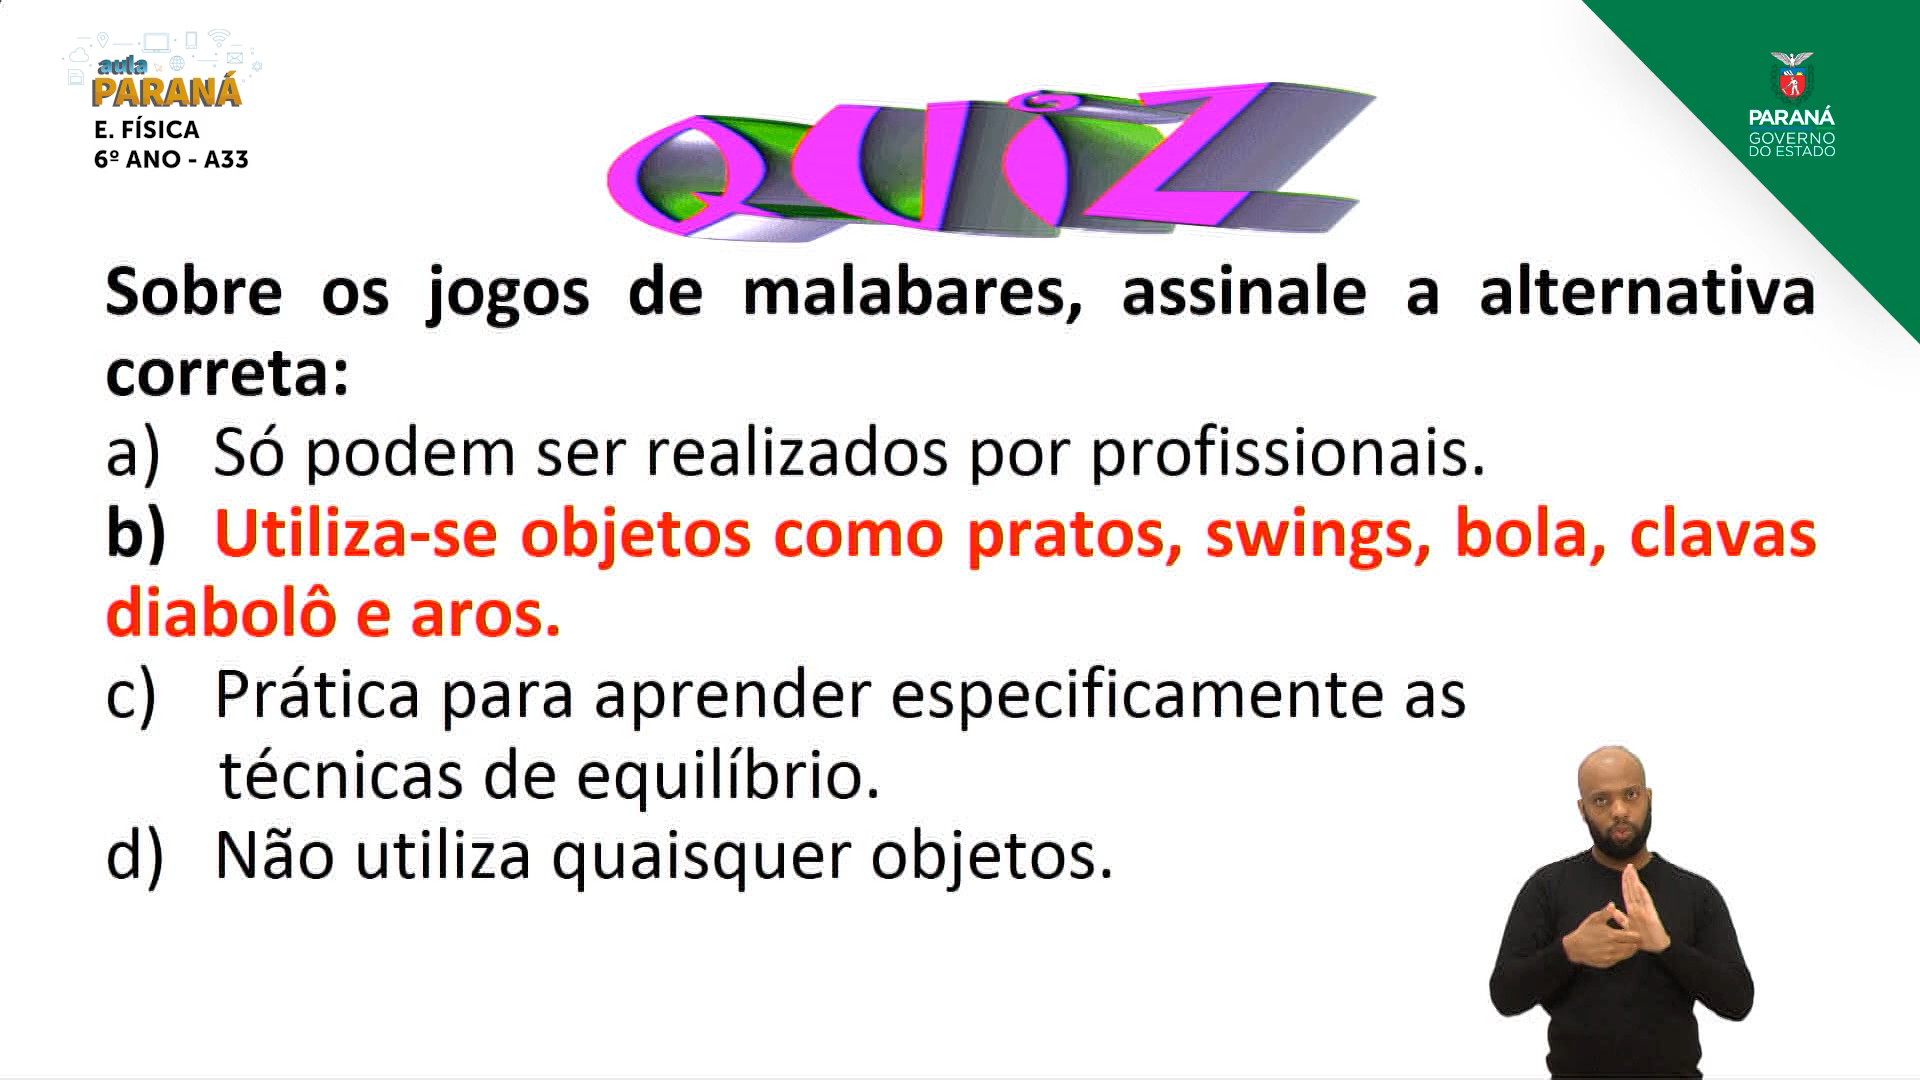 aula
PARANÁ
E. FÍSICA
6º ANO - A33
QUiZ
PARANÁ
GOVERNO
DO ESTADO
Sobre os jogos de malabares, assinale a alternativa
correta:
a) Só podem ser realizados por profissionais.
b) Utiliza-se objetos como pratos, swings, bola, clavas
diabolô e aros.
c) Prática para aprender especificamente as
técnicas de equilíbrio.
d) Não utiliza quaisquer objetos.